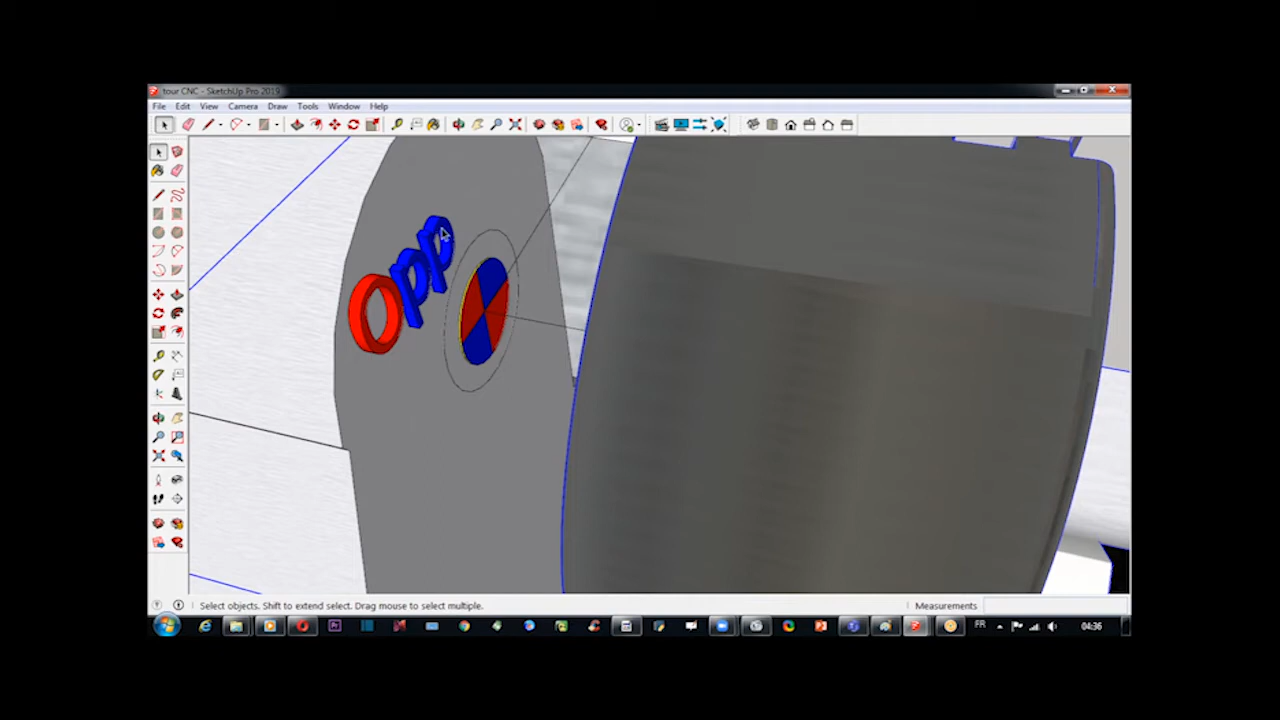 tour CNC - SketchUp Pro 2019
File Edit View Camera Draw Tools Window Help
Opp
Select objects. Shift to extend select. Drag mouse to select multiple.
Measurements
FR
04:36